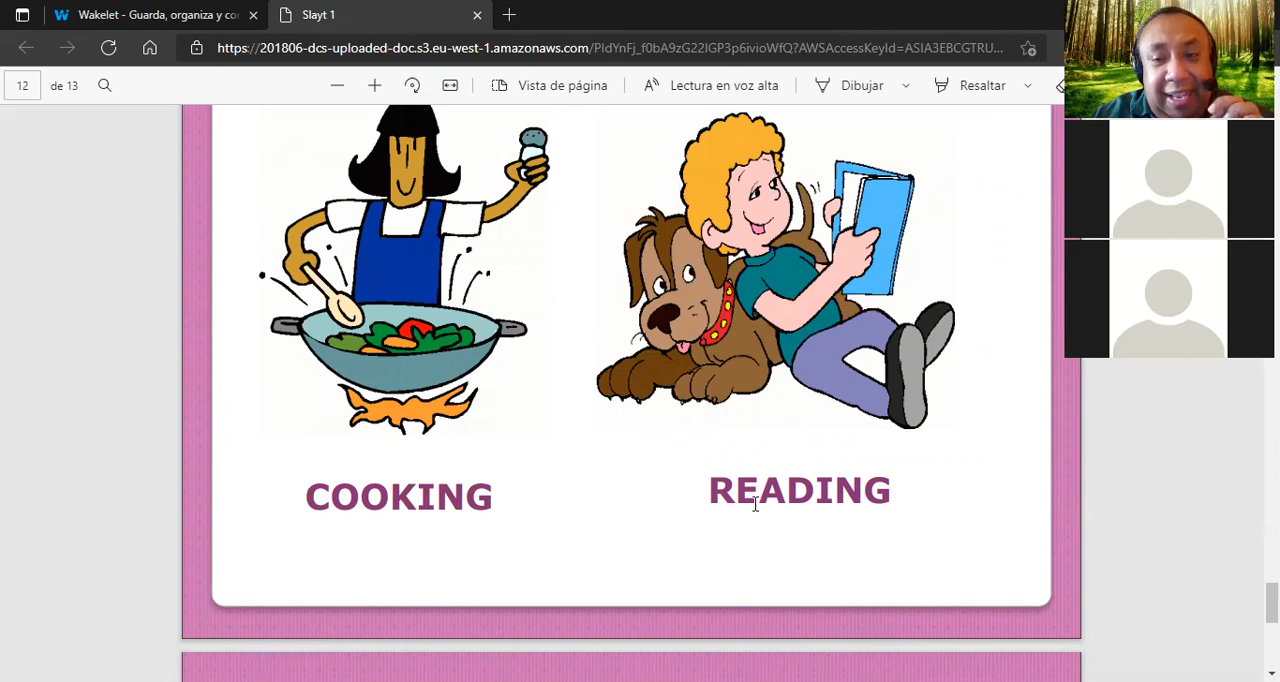 Wakelet - Guarda, organiza y co
Slayt 1
https://201806-dcs-uploaded-doc.s3.eu-west-1.amazonaws.com/PIdYnFj_f0bA9zG22IGP3p6ivioWfQ?AWSAccessKeyId=ASIA3EBCGTRU...
12 de 13
Vista de página
Lectura en voz alta
Dibujar
Resaltar
COOKING
READING